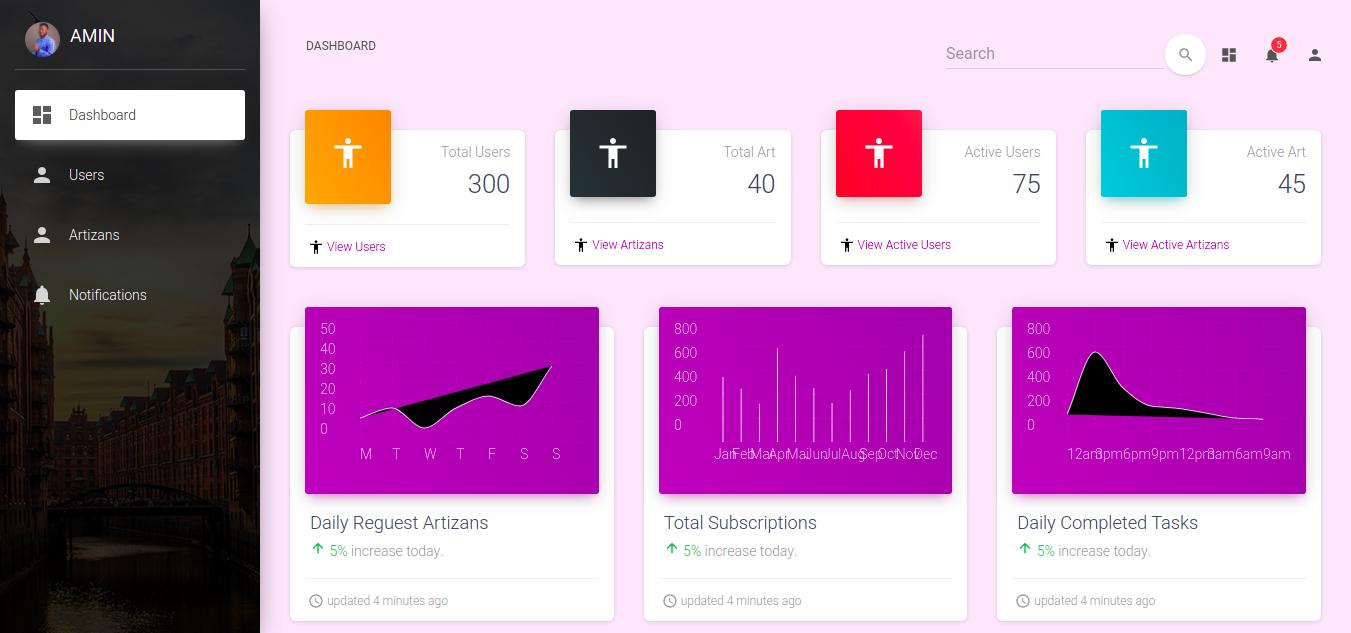 AMIN
Dashboard
Users
Artizans
Notifications
DASHBOARD
Search
5
Total Users
300
View Users
Total Art
40
View Artizans
Active Users
75
View Active Users
Active Art
45
View Active Artizans
50
40
30
20
10
0
M T W T F S S
Daily Reguest Artizans
5% increase today.
updated 4 minutes ago
800
600
400
200
0
Jan Feb Mar Apr Mai Jun Jul Aug Sep Oct Nov Dec
Total Subscriptions
5% increase today.
updated 4 minutes ago
800
600
400
200
0
12am 3pm 6pm 9pm 12pm 3am 6am 9am
Daily Completed Tasks
5% increase today.
updated 4 minutes ago